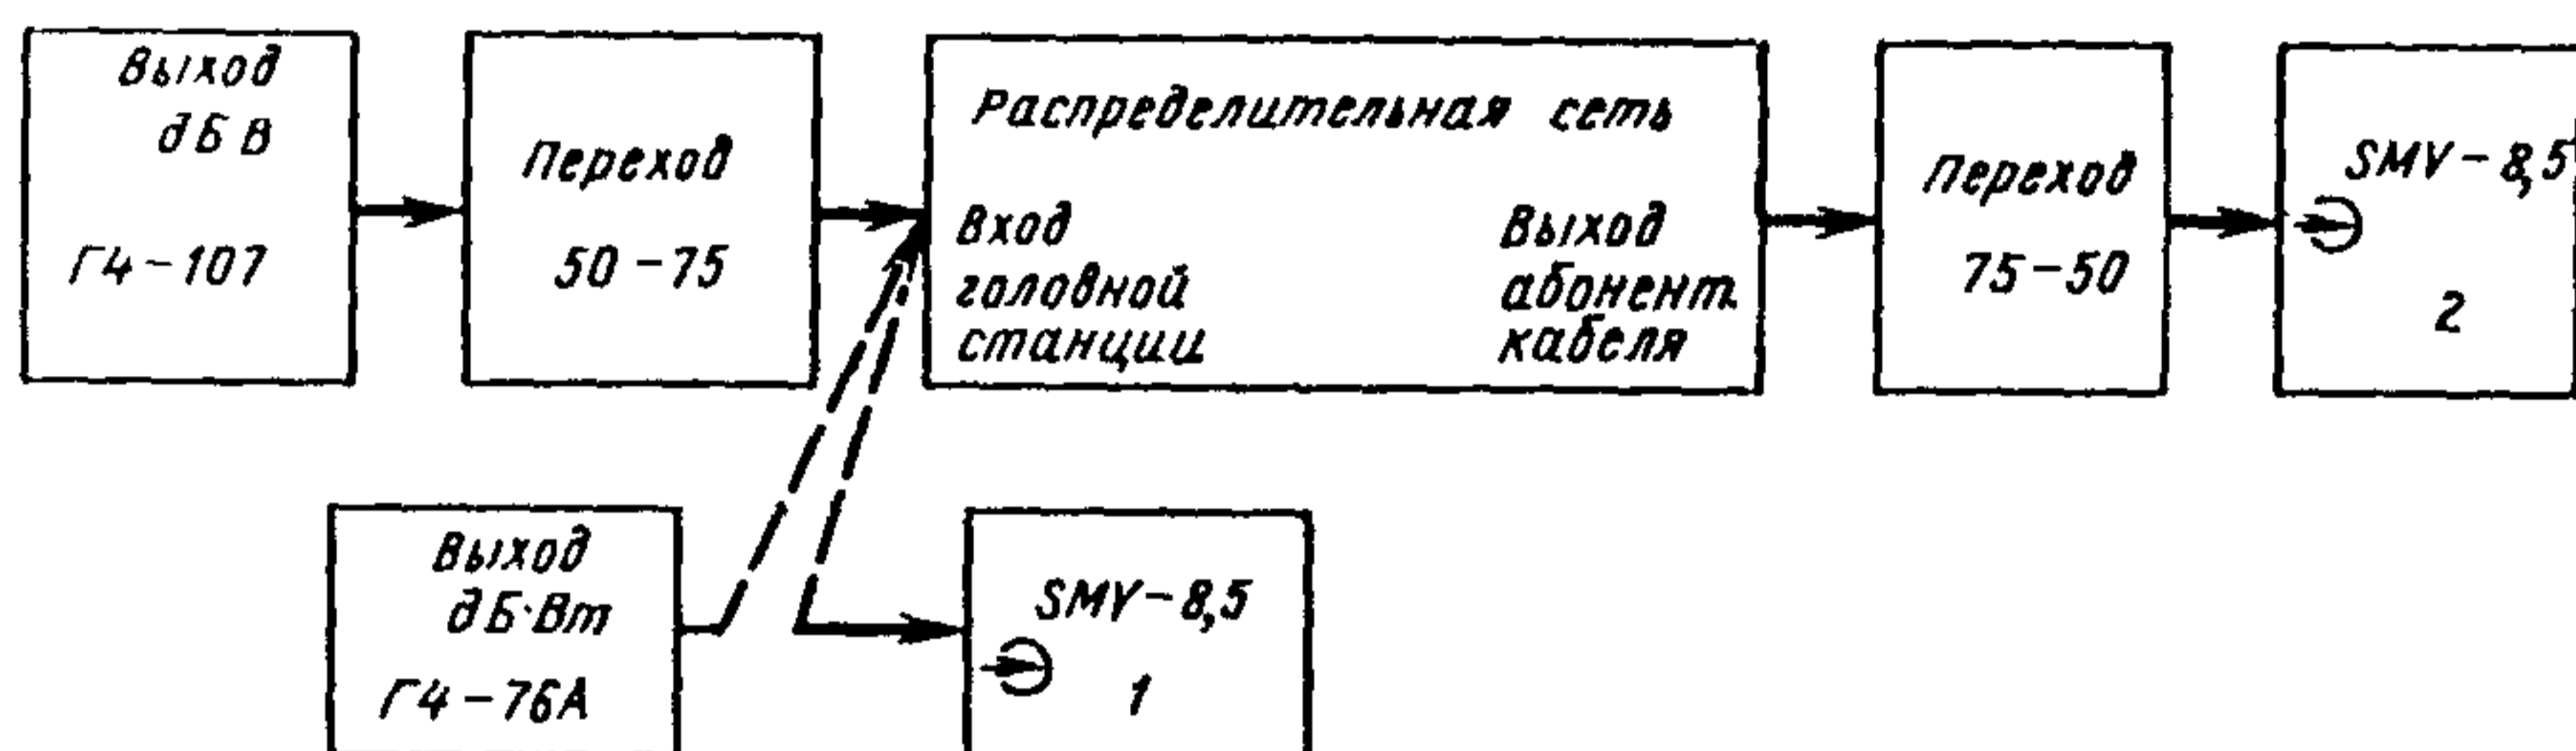 Выход
дБ В
Г4-107
Переход
50-75
Распределительная сеть
Вход
головной
станции
Выход
абонент.
кабеля
Переход
75-50
SMV-8,5
2
Выход
дБ·Вт
Г4-76А
SMV-8,5
1